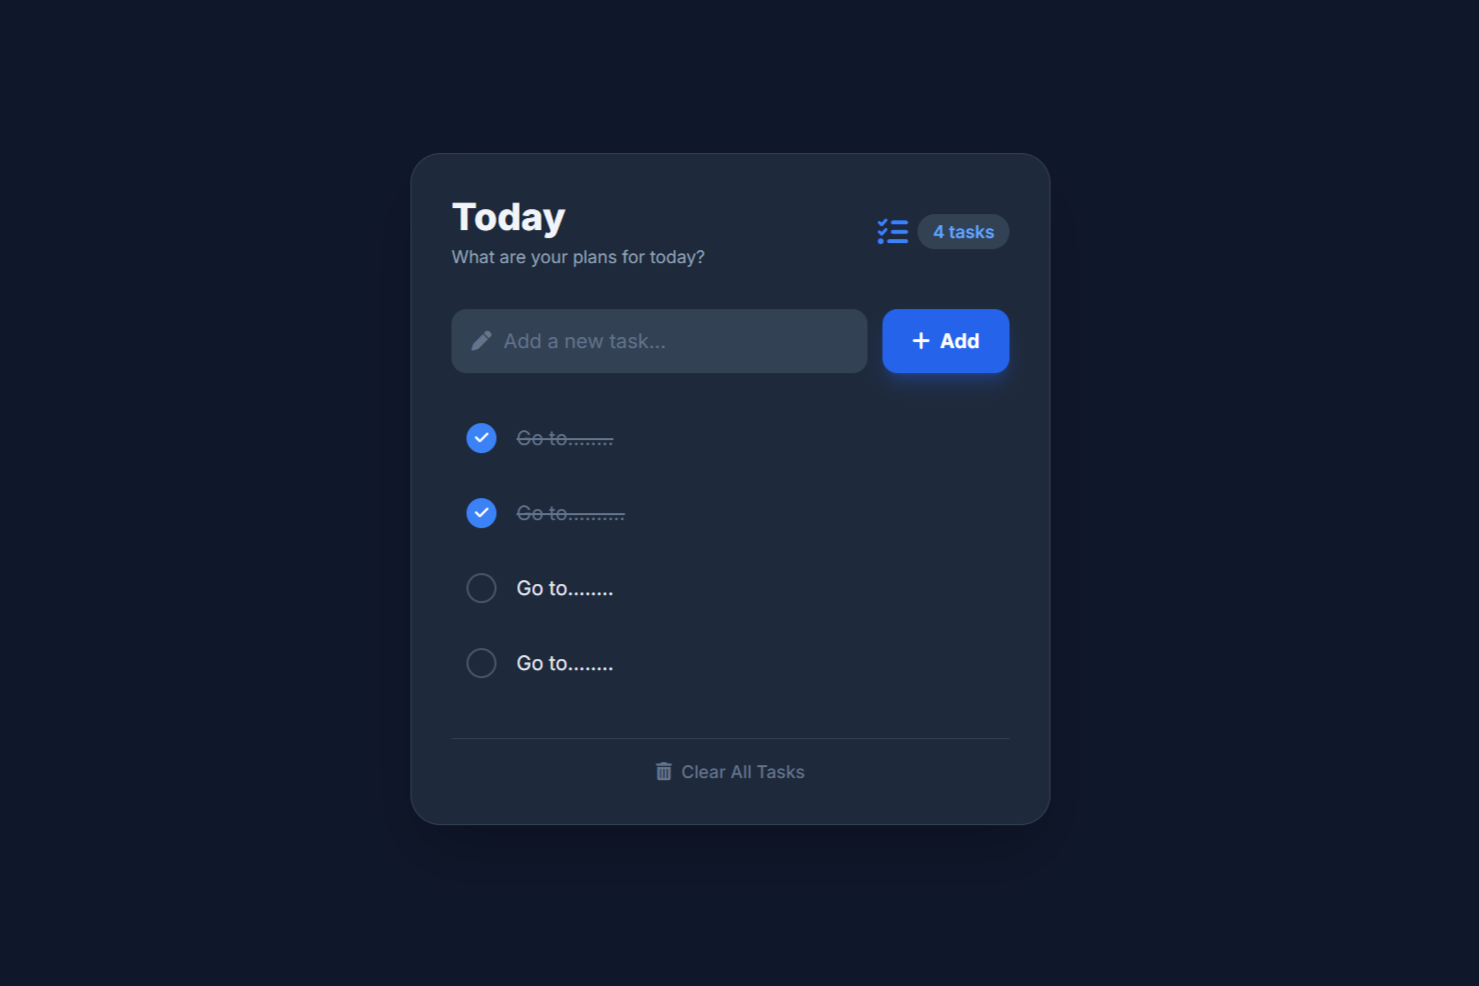 Today
What are your plans for today?
4 tasks
Add a new task...
Add
Go to........
Go to..........
Go to........
Go to........
Clear All Tasks